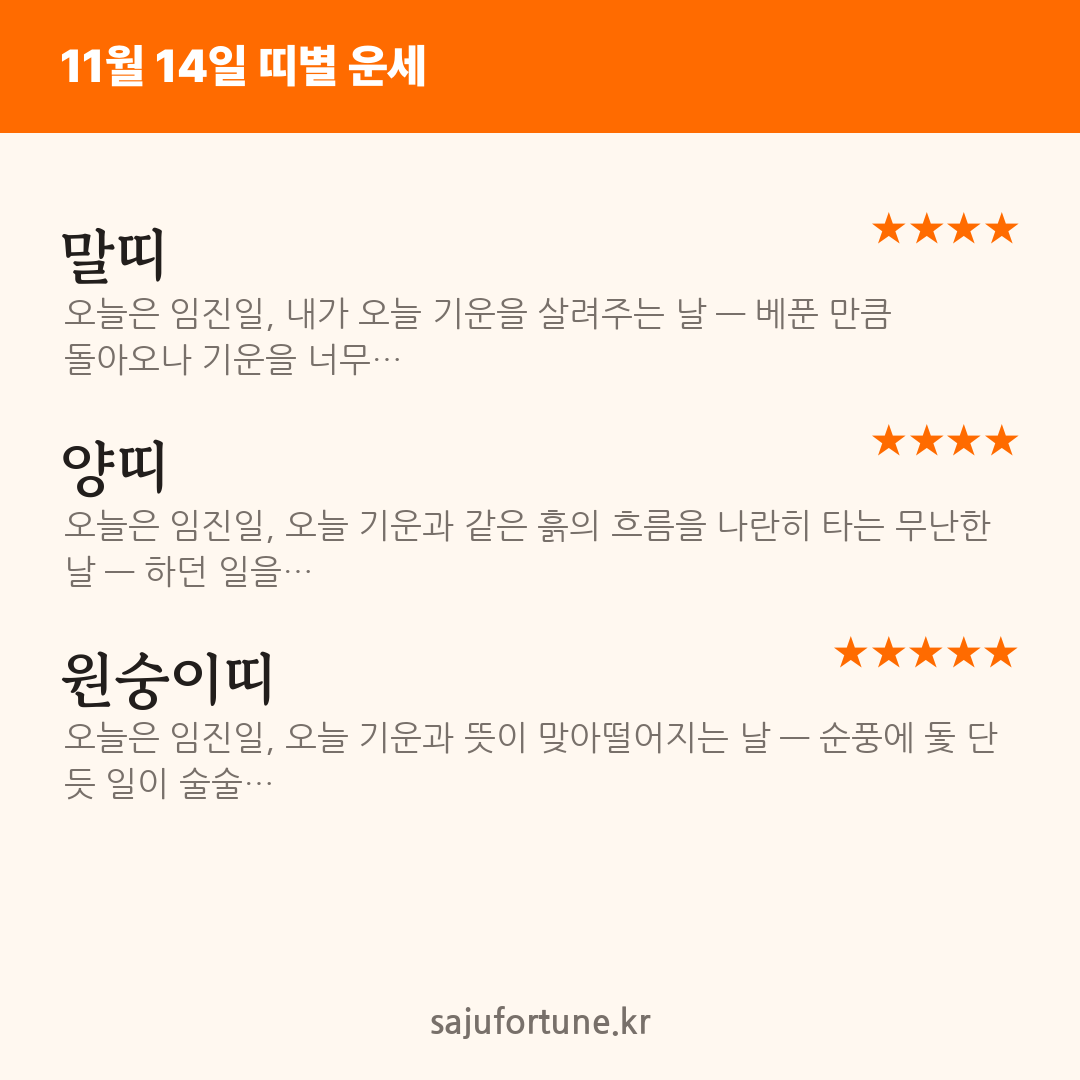 11월 14일 띠별 운세
말띠
★★★★
오늘은 임진일, 내가 오늘 기운을 살려주는 날 — 베푼 만큼
돌아오나 기운을 너무…
양띠
★★★★
오늘은 임진일, 오늘 기운과 같은 흙의 흐름을 나란히 타는 무난한
날 — 하던 일을…
원숭이띠
★★★★★
오늘은 임진일, 오늘 기운과 뜻이 맞아떨어지는 날 — 순풍에 돛 단
듯 일이 술술…
sajufortune.kr